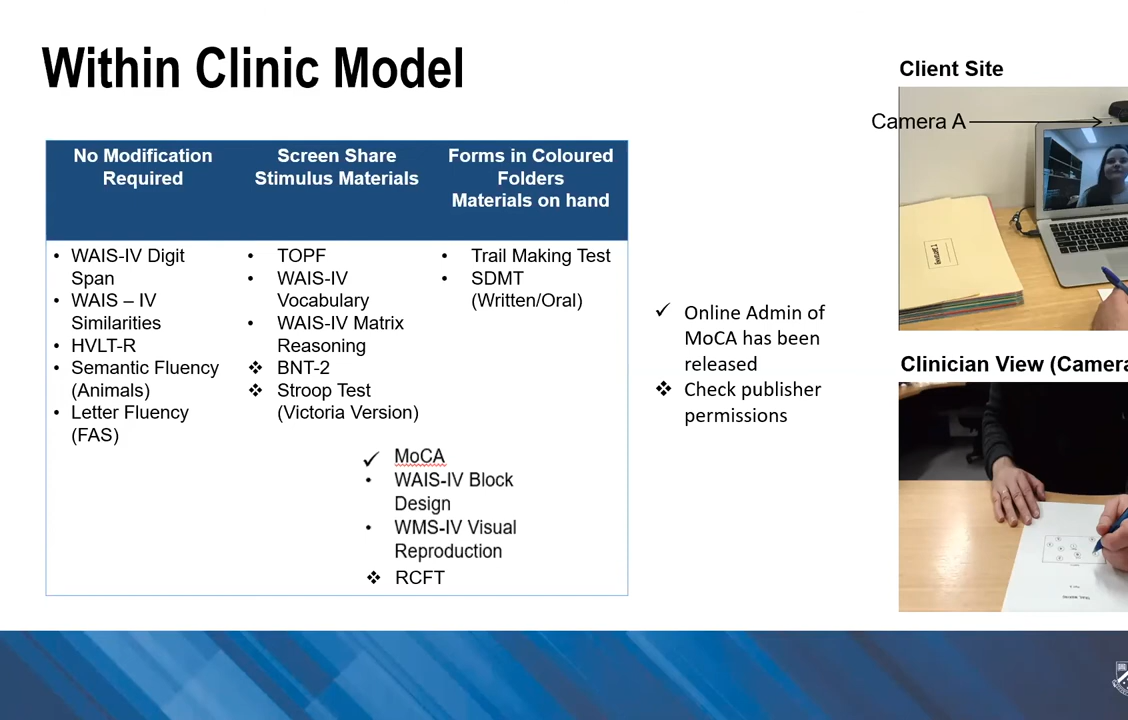 Within Clinic Model
No Modification
Required
Screen Share
Stimulus Materials
Forms in Coloured
Folders
Materials on hand
• WAIS-IV Digit
Span
• WAIS – IV
Similarities
• HVLT-R
• Semantic Fluency
(Animals)
• Letter Fluency
(FAS)
• TOPF
• WAIS-IV
Vocabulary
• WAIS-IV Matrix
Reasoning
❖ BNT-2
❖ Stroop Test
(Victoria Version)
• Trail Making Test
• SDMT
(Written/Oral)
✓ MoCA
• WAIS-IV Block
Design
• WMS-IV Visual
Reproduction
❖ RCFT
✓ Online Admin of
MoCA has been
released
❖ Check publisher
permissions
Client Site
Camera A
Clinician View (Camera